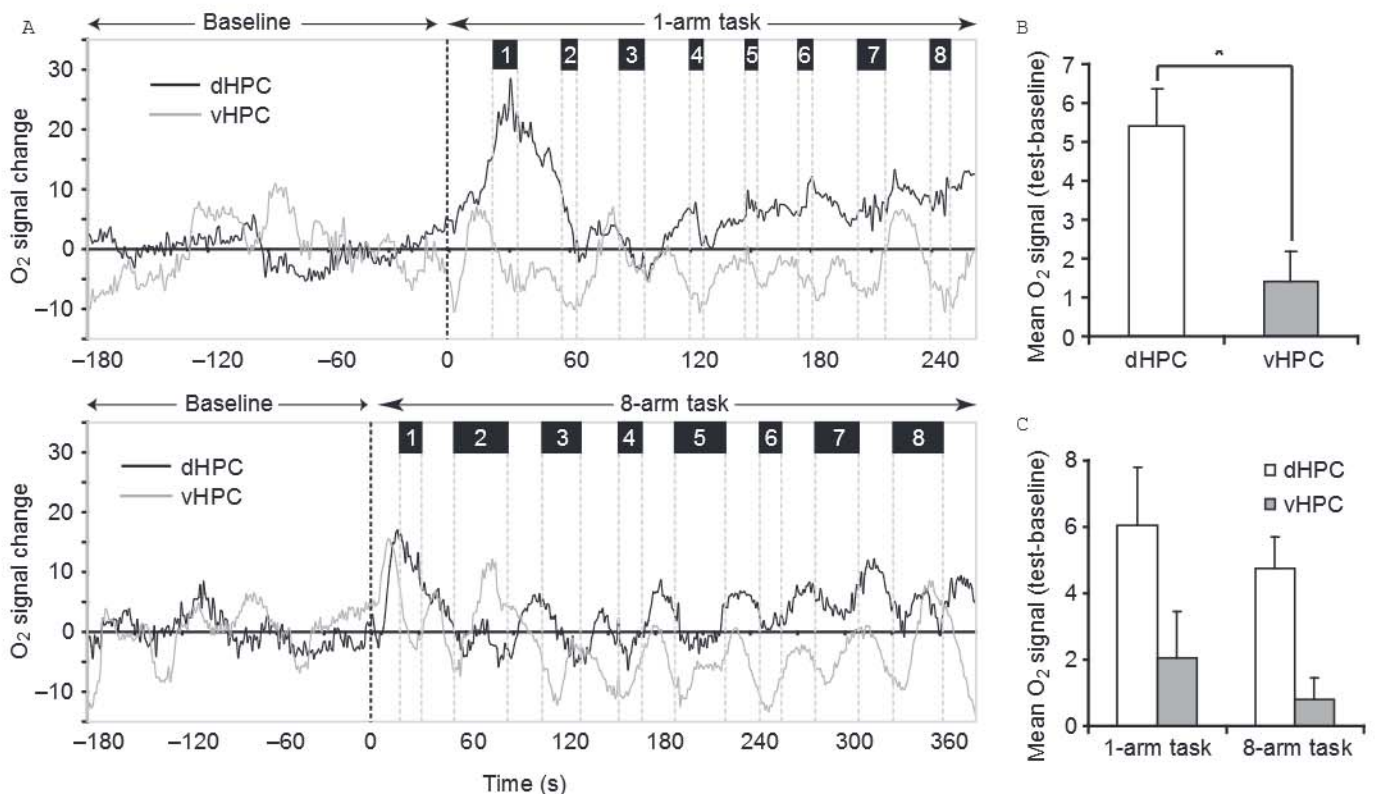 A
Baseline
1-arm task
1 2 3 4 5 6 7 8
dHPC
vHPC
O2 signal change
30
20
10
0
–10
–180 –120 –60 0 60 120 180 240
Baseline
8-arm task
1 2 3 4 5 6 7 8
dHPC
vHPC
O2 signal change
30
20
10
0
–10
–180 –120 –60 0 60 120 180 240 300 360
Time (s)
B
Mean O2 signal (test-baseline)
7
6
5
4
3
2
1
0
*
dHPC vHPC
C
Mean O2 signal (test-baseline)
8
6
4
2
0
dHPC
vHPC
1-arm task 8-arm task